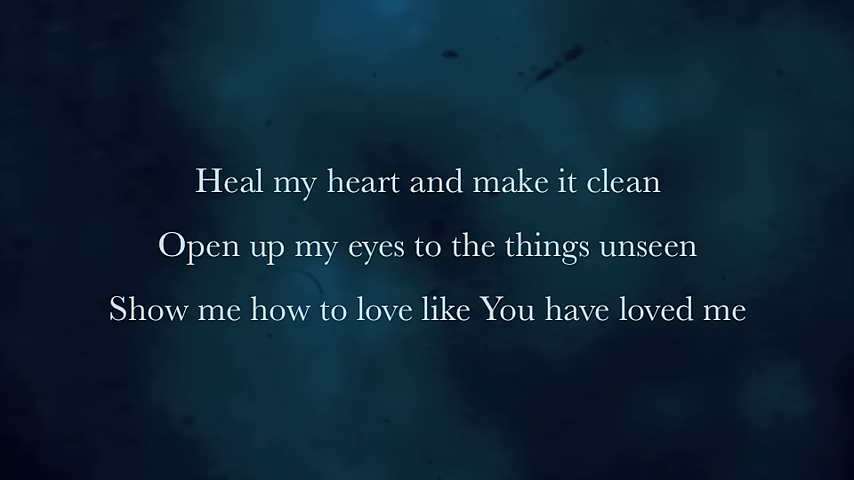 Heal my heart and make it clean
Open up my eyes to the things unseen
Show me how to love like You have loved me